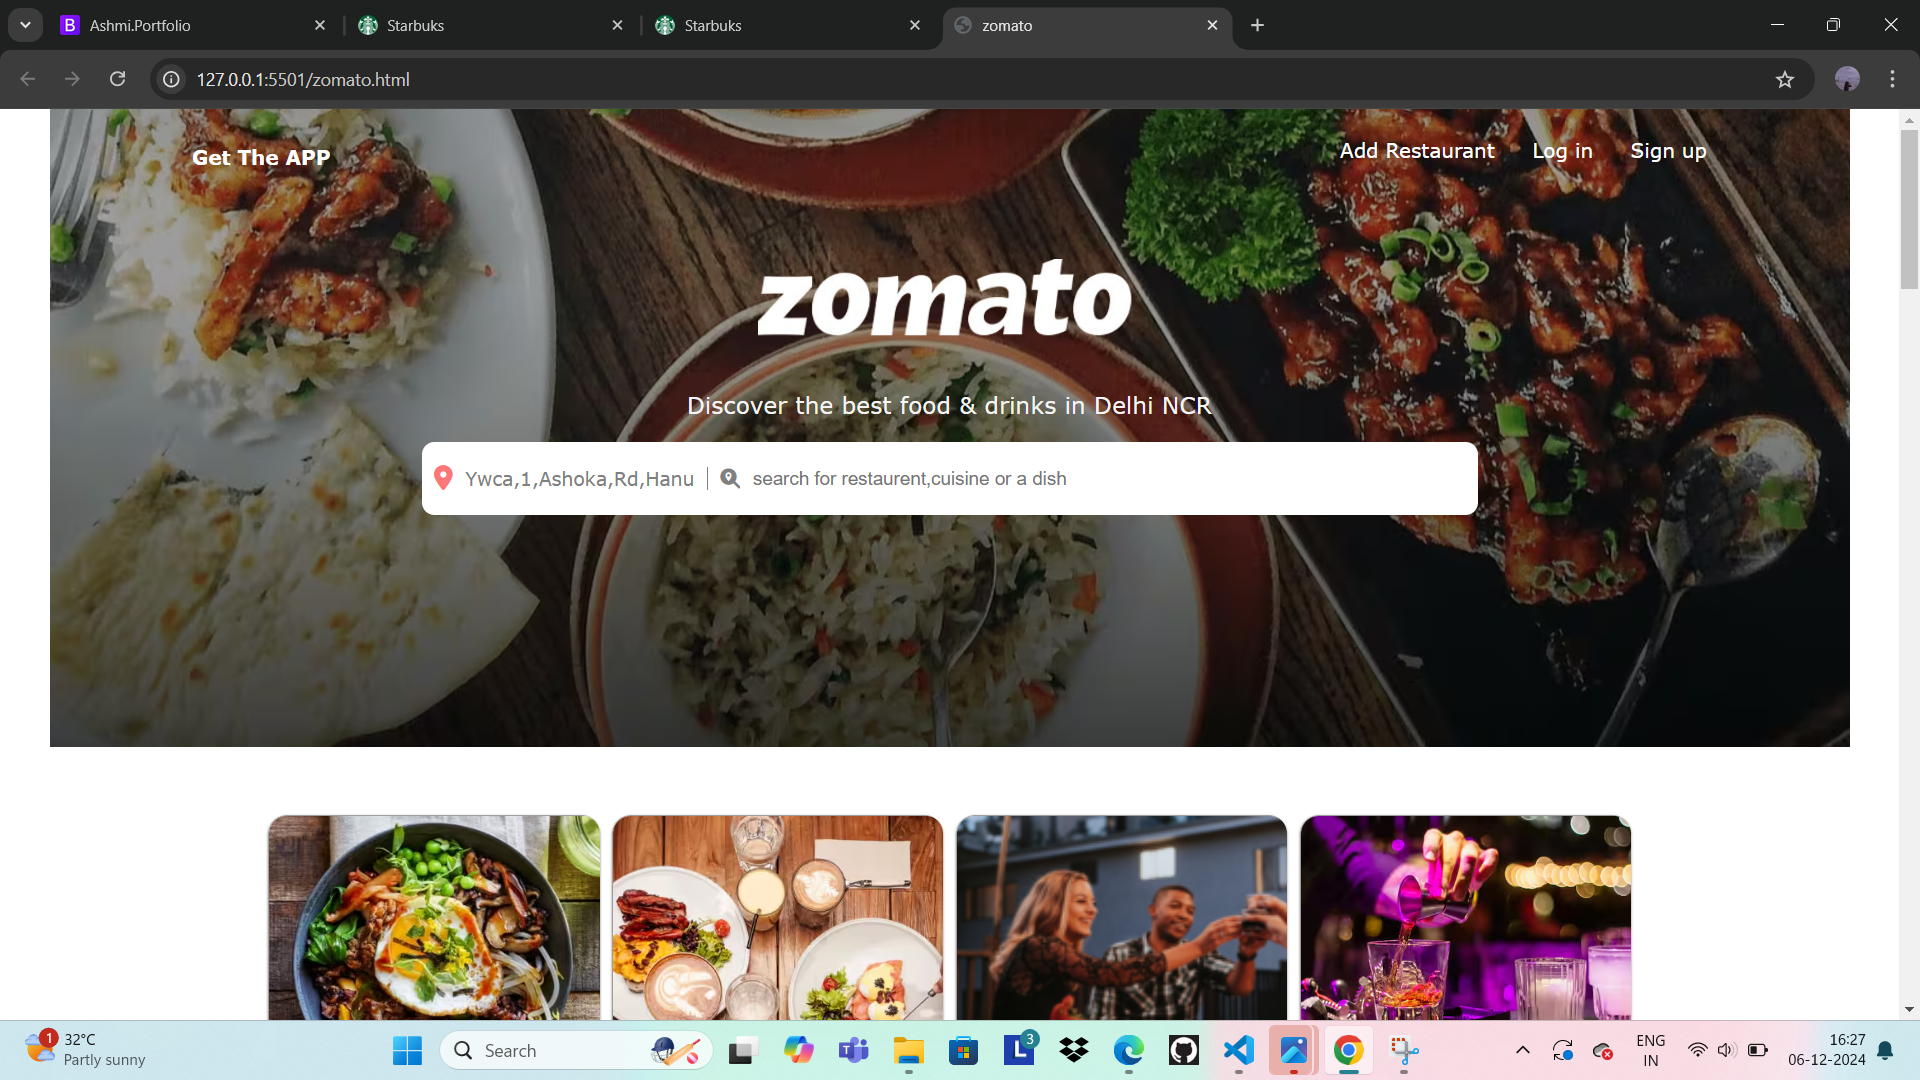 B Ashmi.Portfolio
Starbuks
Starbuks
zomato
127.0.0.1:5501/zomato.html
Get The APP
Add Restaurant Log in Sign up
zomato
Discover the best food & drinks in Delhi NCR
Ywca,1,Ashoka,Rd,Hanu search for restaurent,cuisine or a dish
1
32°C
Partly sunny
Search
T
L 3
ENG
IN
16:27
06-12-2024